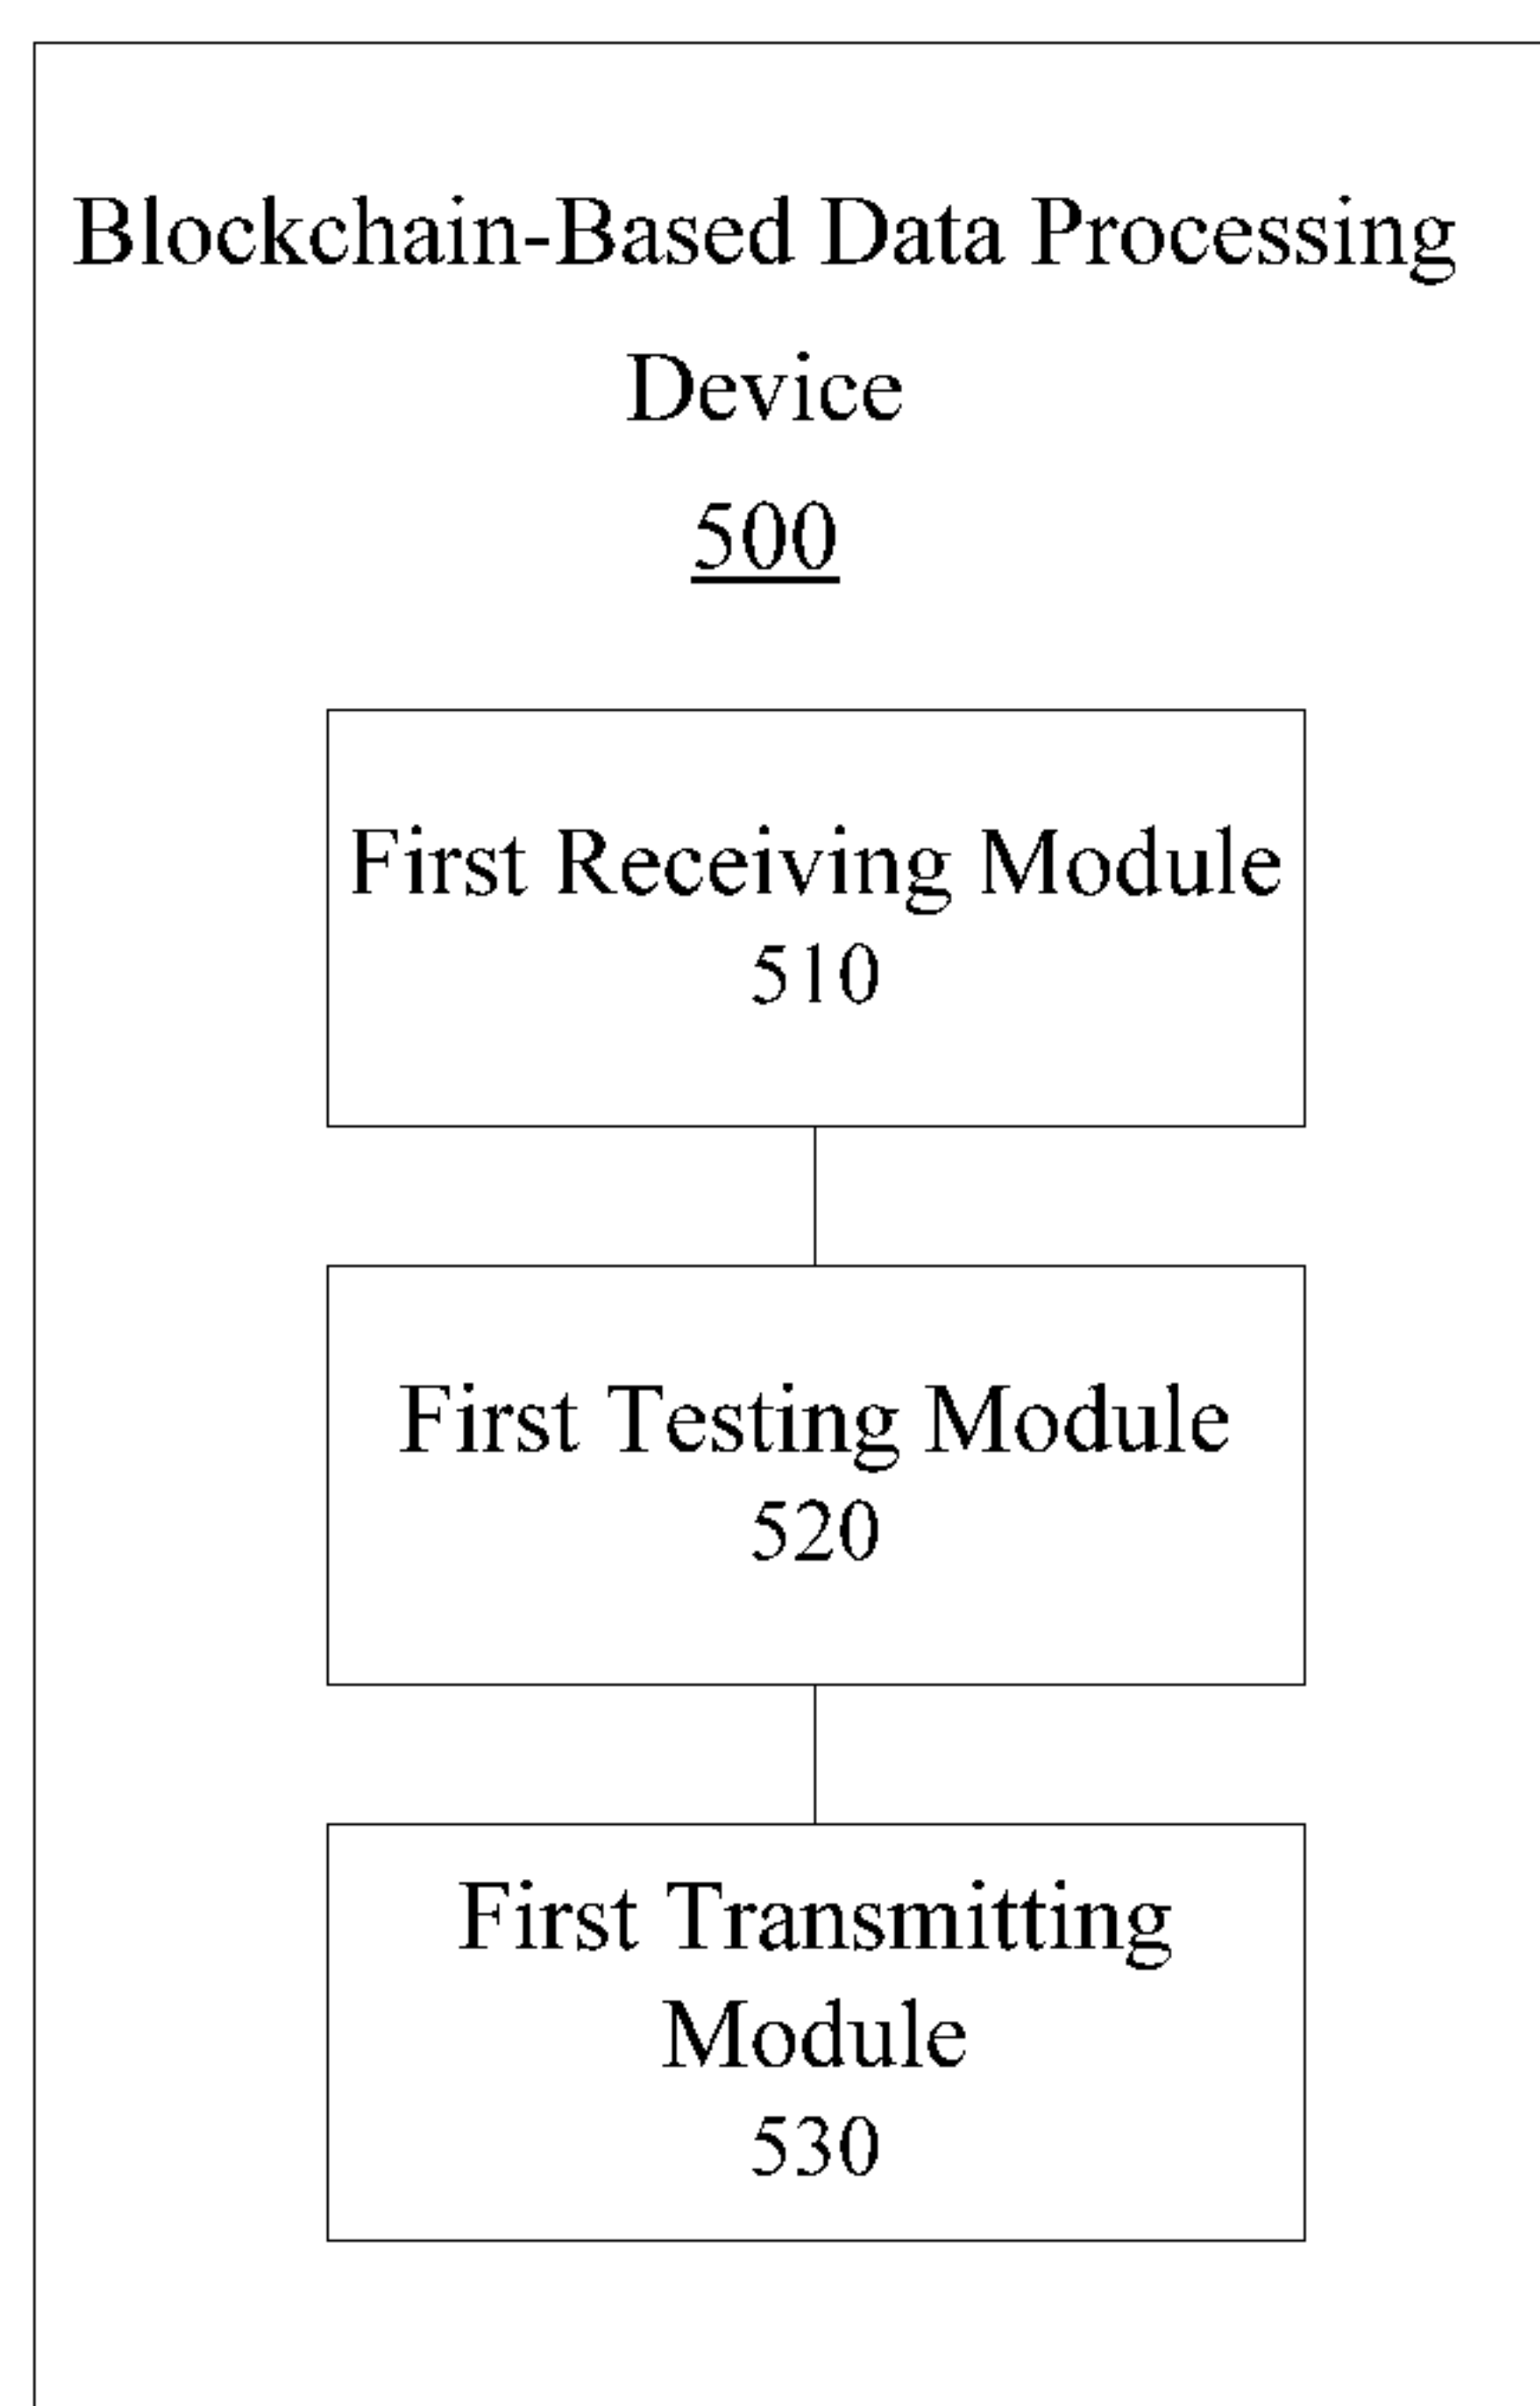 Blockchain-Based Data Processing
Device
500
First Receiving Module
510
First Testing Module
520
First Transmitting
Module
530